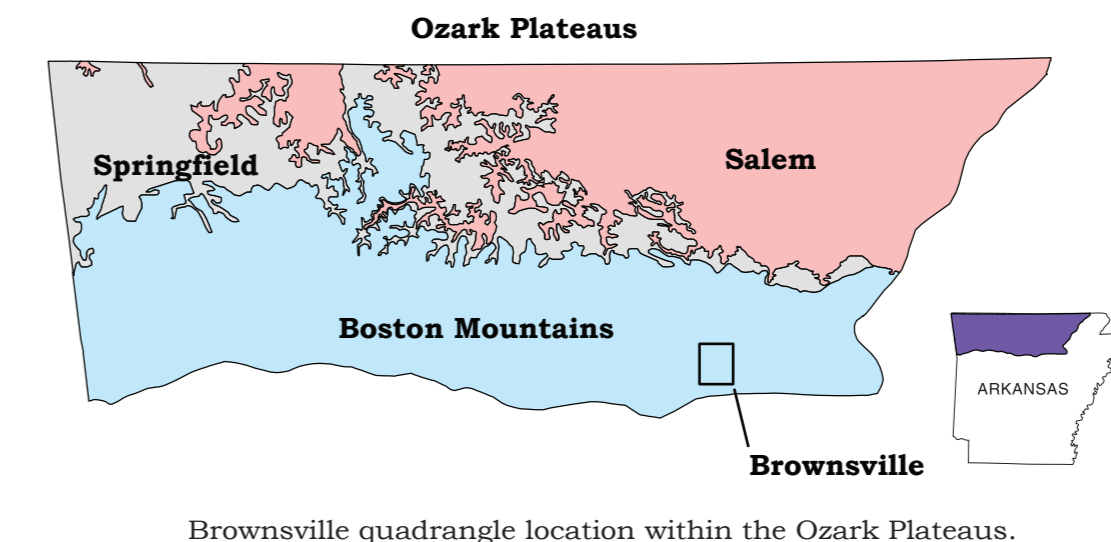 Ozark Plateaus
Springfield
Salem
Boston Mountains
ARKANSAS
Brownsville
Brownsville quadrangle location within the Ozark Plateaus.